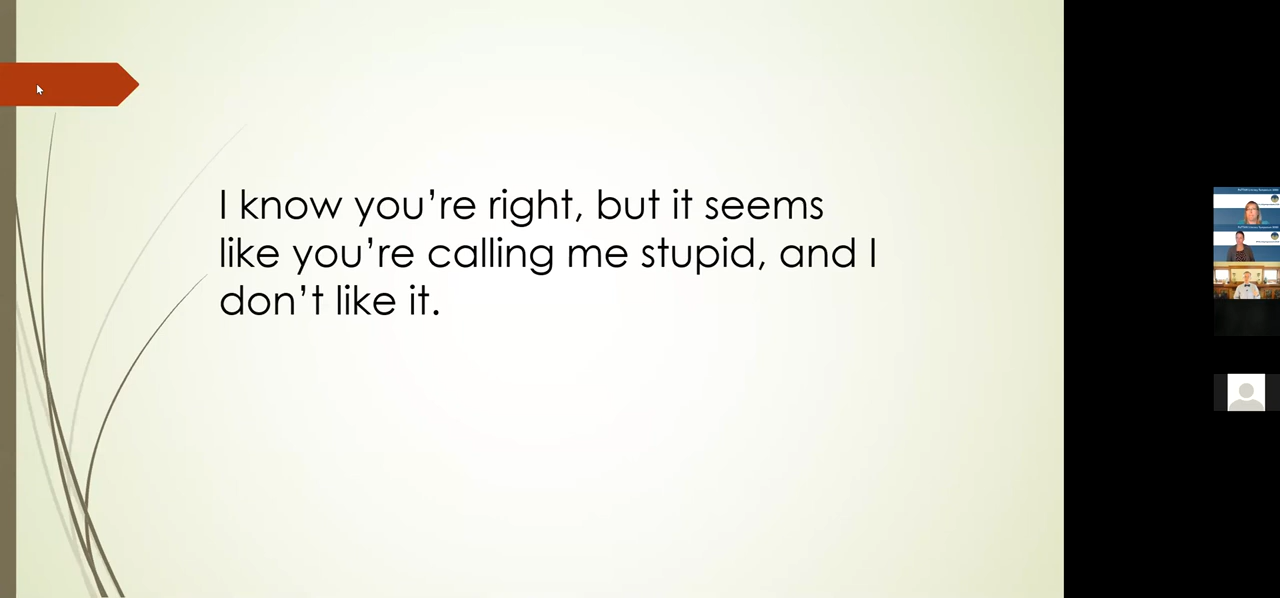 I know you’re right, but it seems
like you’re calling me stupid, and I
don’t like it.